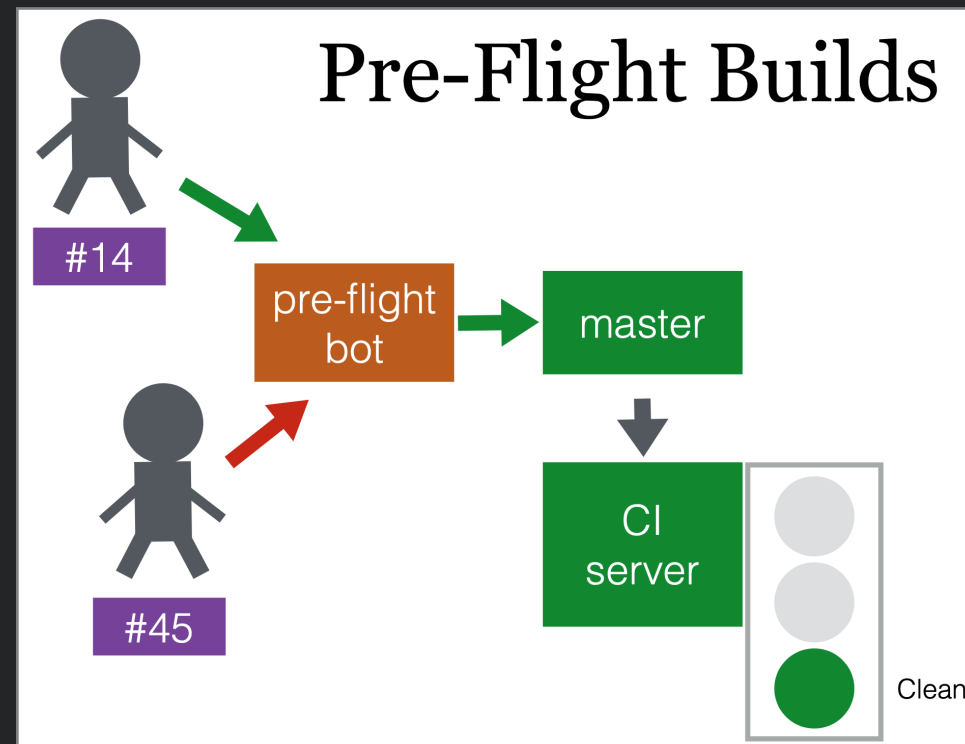 Pre-Flight Builds
#14
pre-flight
bot
master
#45
CI
server
Clean